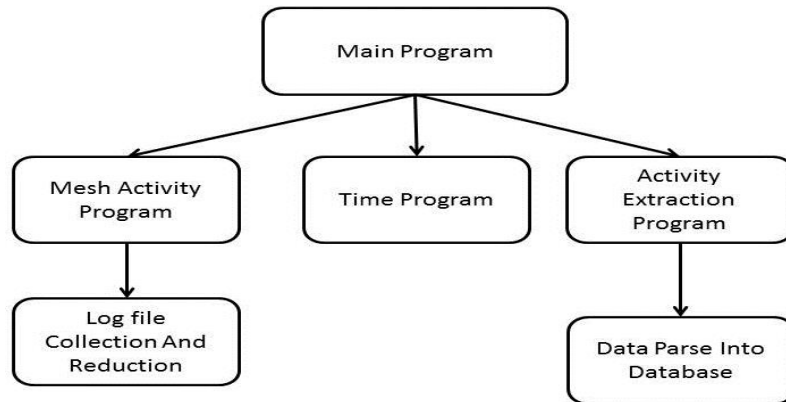 Main Program
Mesh Activity
Program
Time Program
Activity
Extraction
Program
Log file
Collection And
Reduction
Data Parse Into
Database